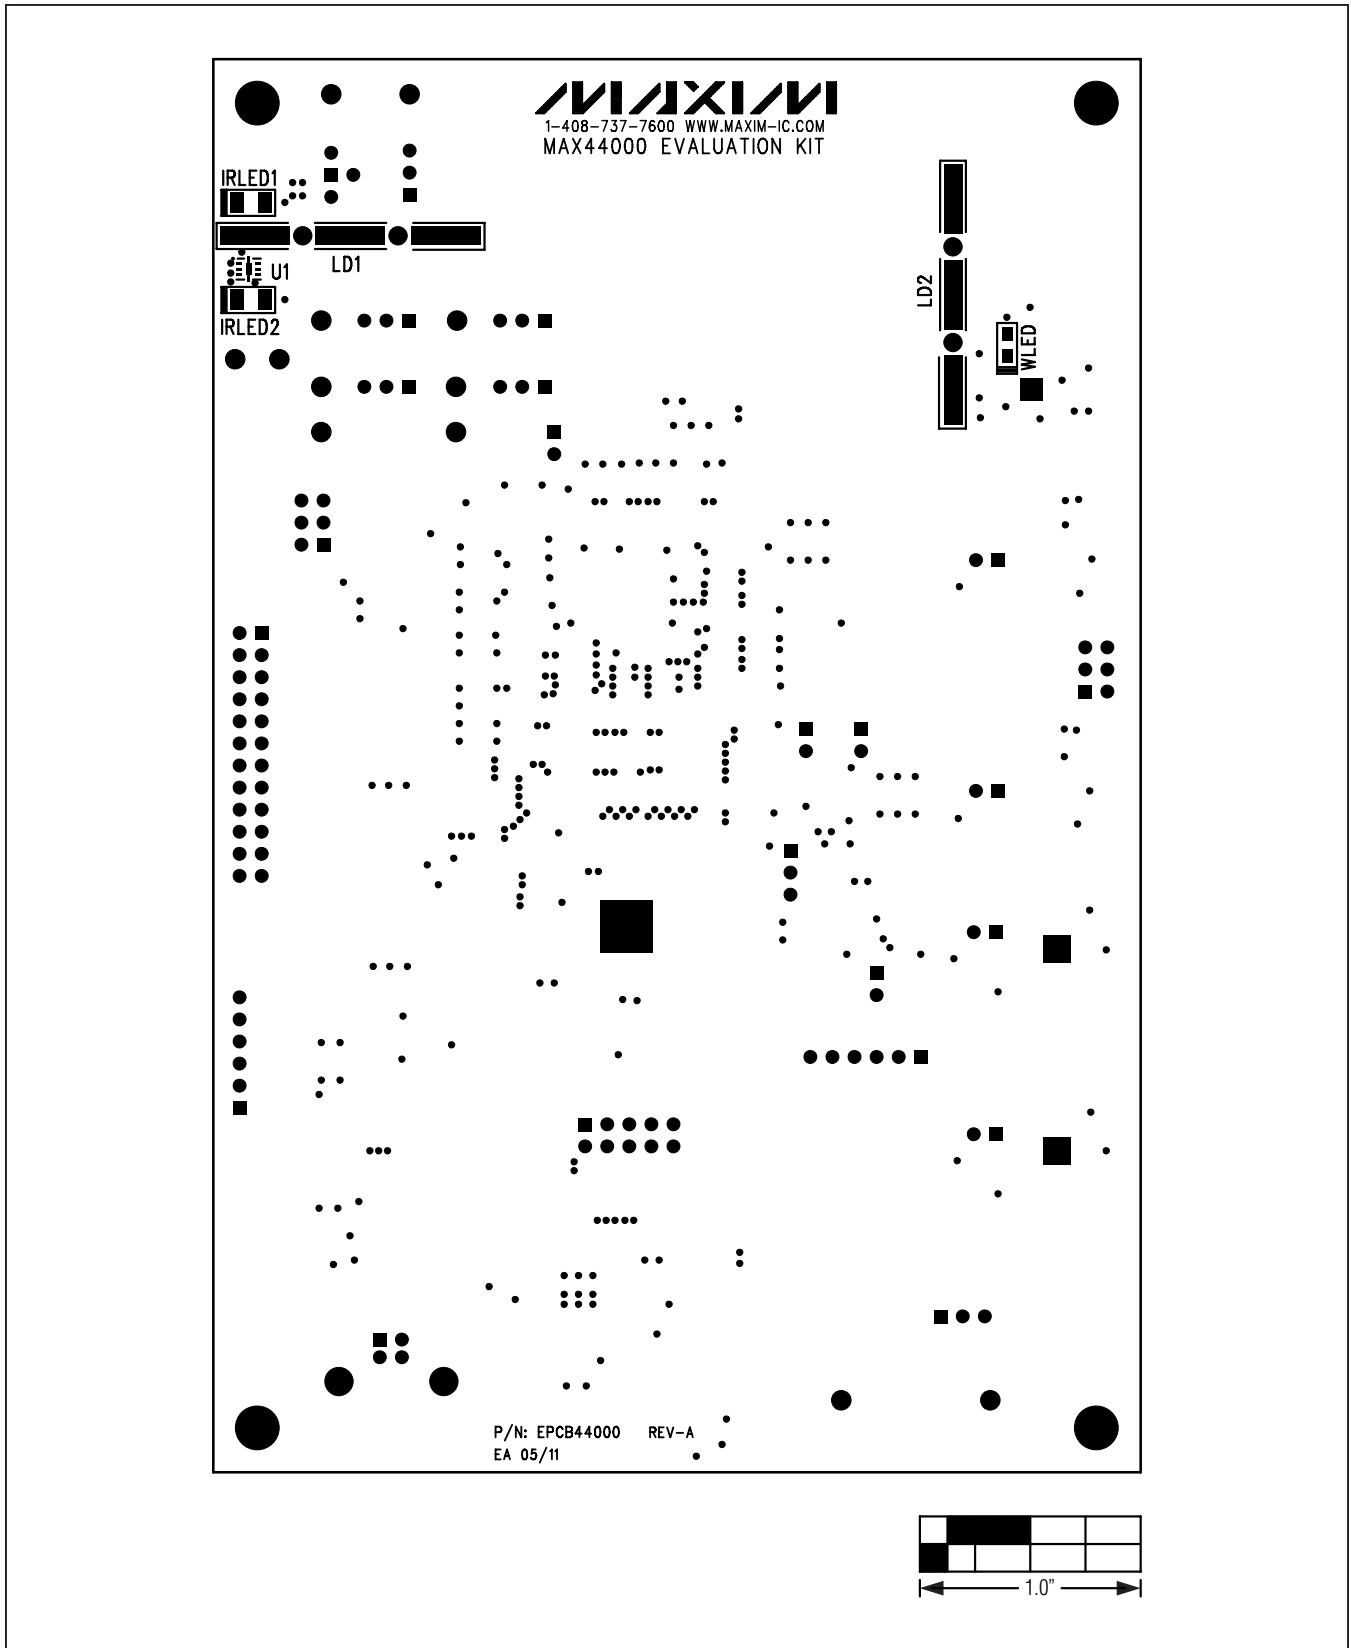 MAXIM
1-408-737-7600 WWW.MAXIM-IC.COM
MAX44000 EVALUATION KIT
IRLED1
LD1
U1
IRLED2
LD2
WLED
P/N: EPCB44000 REV-A
EA 05/11
1.0”